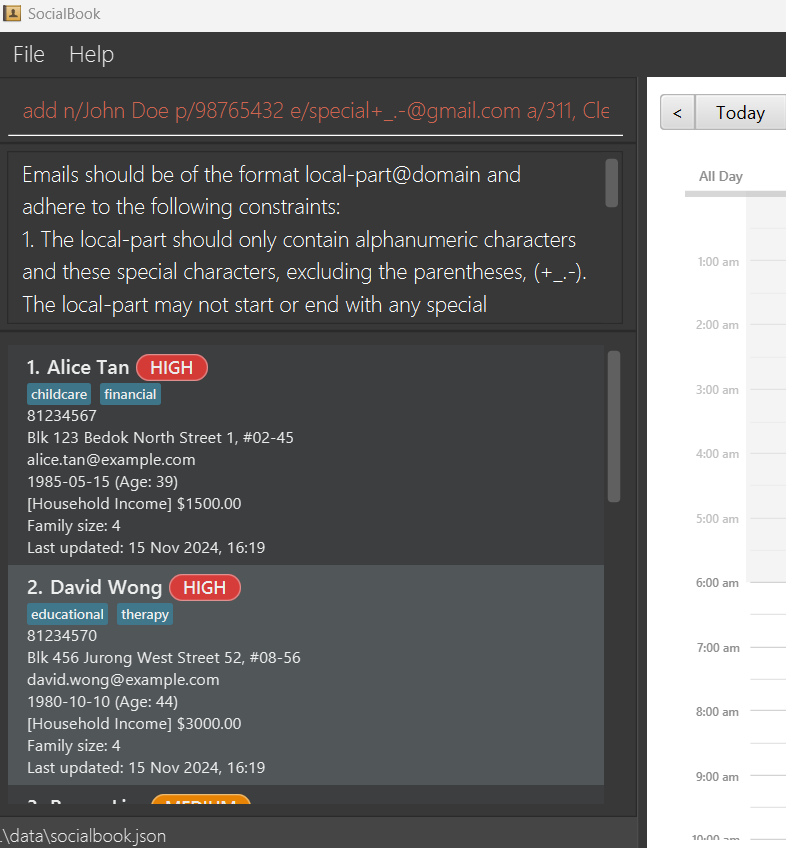 SocialBook
File Help
add n/John Doe p/98765432 e/special+_.-@gmail.com a/311, Cle
Emails should be of the format local-part@domain and
adhere to the following constraints:
1. The local-part should only contain alphanumeric characters
and these special characters, excluding the parentheses, (+_.-).
The local-part may not start or end with any special
1. Alice Tan HIGH
childcare financial
81234567
Blk 123 Bedok North Street 1, #02-45
alice.tan@example.com
1985-05-15 (Age: 39)
[Household Income] $1500.00
Family size: 4
Last updated: 15 Nov 2024, 16:19
2. David Wong HIGH
educational therapy
81234570
Blk 456 Jurong West Street 52, #08-56
david.wong@example.com
1980-10-10 (Age: 44)
[Household Income] $3000.00
Family size: 4
Last updated: 15 Nov 2024, 16:19
MEDIUM
.\data\socialbook.json
< Today
All Day
1:00 am
2:00 am
3:00 am
4:00 am
5:00 am
6:00 am
7:00 am
8:00 am
9:00 am
10:00 am